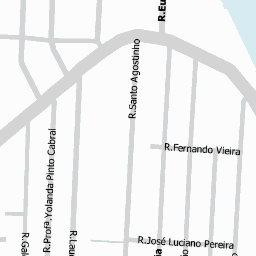 R.Santo Agostinho
R.Fernando Vieira
R.Profª.Yolanda Pinto Cabral
R.José Luciano Pereira